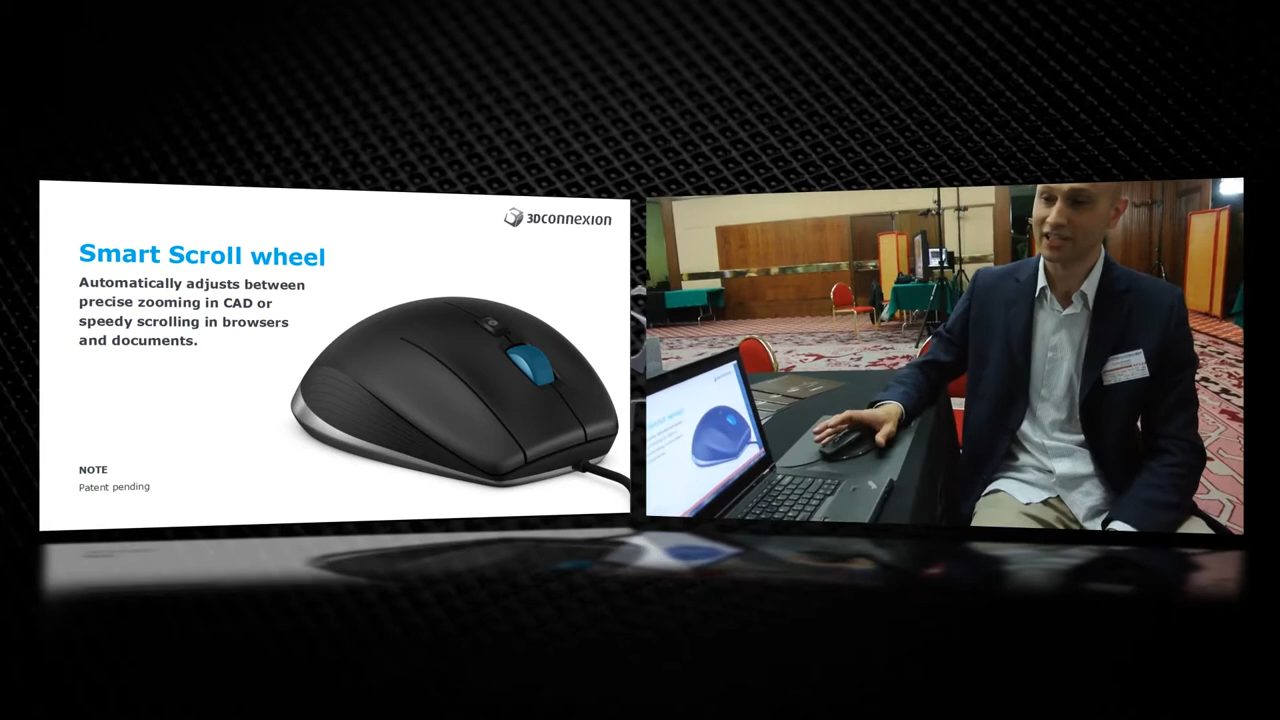 3Dconnexion
Smart Scroll wheel
Automatically adjusts between
precise zooming in CAD or
speedy scrolling in browsers
and documents.
NOTE
Patent pending